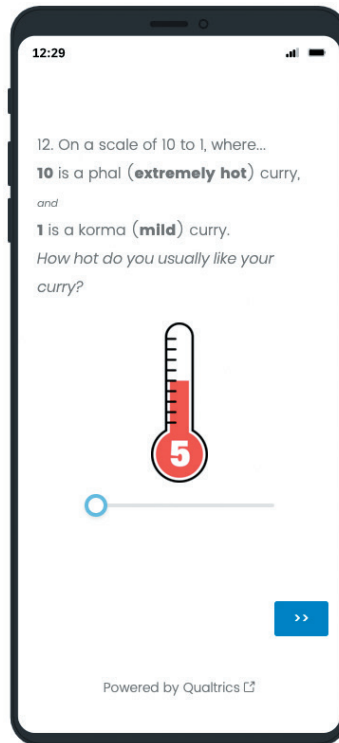 12:29
12. On a scale of 10 to 1, where...
10 is a phal (extremely hot) curry,
and
1 is a korma (mild) curry.
How hot do you usually like your
curry?
5
>>
Powered by Qualtrics